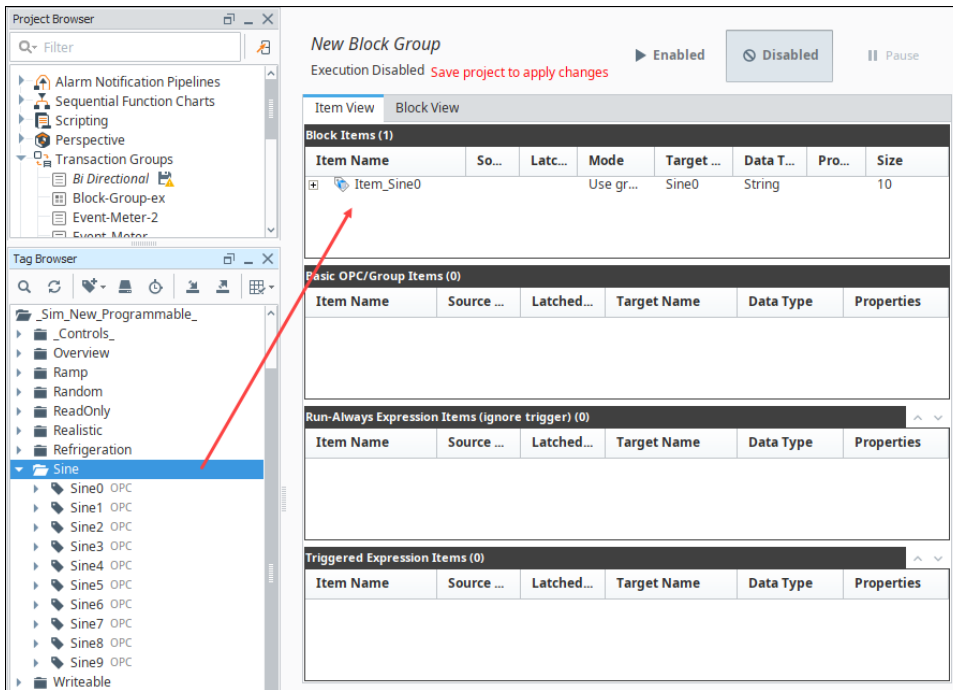 Project Browser
Filter
Alarm Notification Pipelines
Sequential Function Charts
Scripting
Perspective
Transaction Groups
Bi Directional
Block-Group-ex
Event-Meter-2
Event-Meter
Tag Browser
_Sim_New_Programmable_
_Controls_
Overview
Ramp
Random
ReadOnly
Realistic
Refrigeration
Sine
Sine0 OPC
Sine1 OPC
Sine2 OPC
Sine3 OPC
Sine4 OPC
Sine5 OPC
Sine6 OPC
Sine7 OPC
Sine8 OPC
Sine9 OPC
Writeable
New Block Group
Execution Disabled Save project to apply changes
Enabled Disabled Pause
Item View Block View
Block Items (1)
Item Name So... Latc... Mode Target ... Data T... Pro... Size
Item_Sine0 Use gr... Sine0 String 10
Basic OPC/Group Items (0)
Item Name Source ... Latched... Target Name Data Type Properties
Run-Always Expression Items (ignore trigger) (0)
Item Name Source ... Latched... Target Name Data Type Properties
Triggered Expression Items (0)
Item Name Source ... Latched... Target Name Data Type Properties